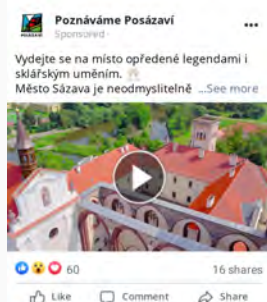 Poznáváme Posázaví
Sponsored ·
Vydejte se na místo opředené legendami i
sklářským uměním.
Město Sázava je neodmyslitelně ...See more
60
16 shares
Like
Comment
Share